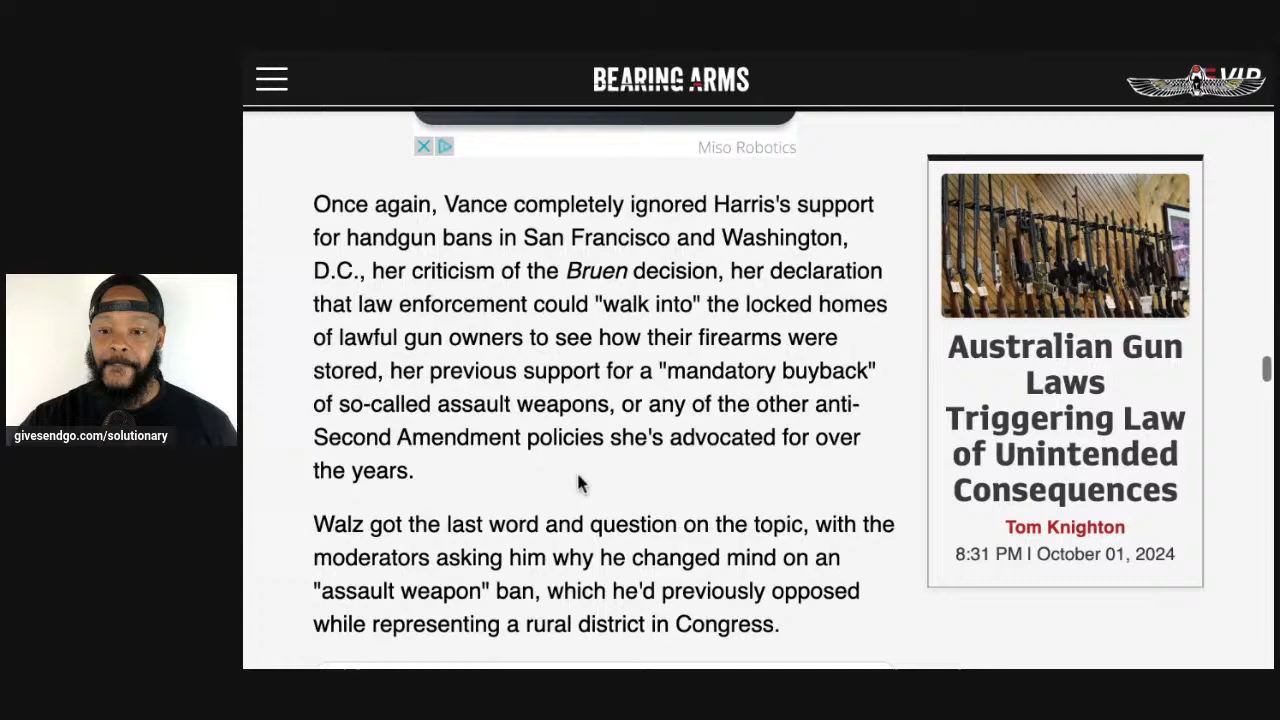 BEARING ARMS
VIP
Miso Robotics
Once again, Vance completely ignored Harris's support
for handgun bans in San Francisco and Washington,
D.C., her criticism of the Bruen decision, her declaration
that law enforcement could "walk into" the locked homes
of lawful gun owners to see how their firearms were
stored, her previous support for a "mandatory buyback"
of so-called assault weapons, or any of the other anti-
Second Amendment policies she's advocated for over
the years.
Walz got the last word and question on the topic, with the
moderators asking him why he changed mind on an
"assault weapon" ban, which he'd previously opposed
while representing a rural district in Congress.
Australian Gun
Laws
Triggering Law
of Unintended
Consequences
Tom Knighton
8:31 PM | October 01, 2024
givesendgo.com/solutionary